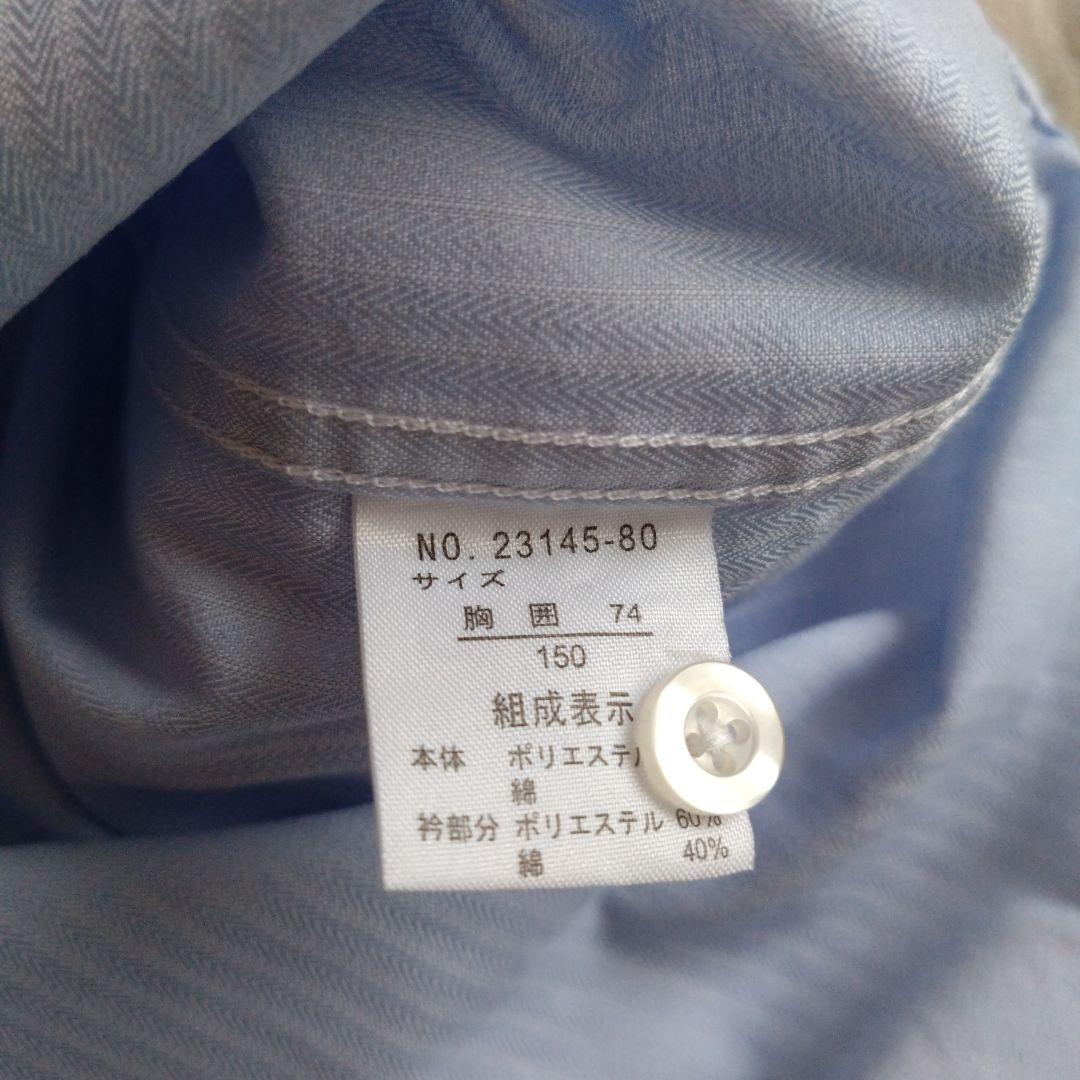 NO. 23145-80
サイズ
胸 囲 74
150
組成表示
本体 ポリエステル
綿
衿部分 ポリエステル 60%
綿 40%